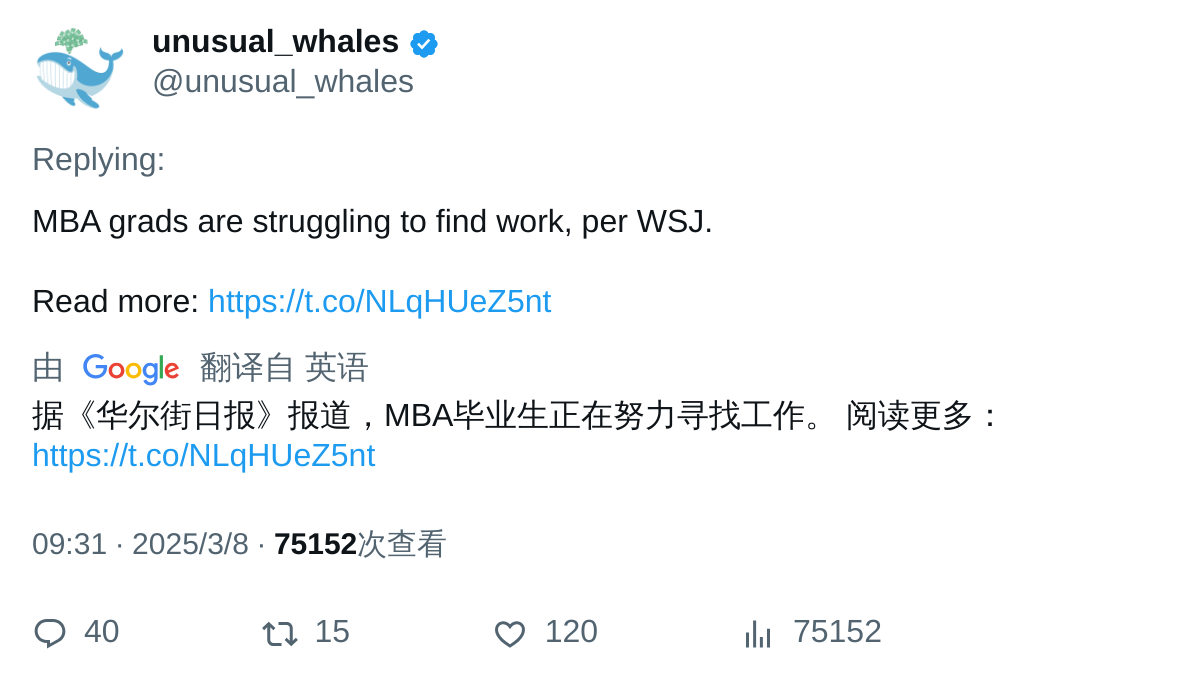 unusual_whales
@unusual_whales
Replying:
MBA grads are struggling to find work, per WSJ.
Read more: https://t.co/NLqHUeZ5nt
由 Google 翻译自 英语
据《华尔街日报》报道，MBA毕业生正在努力寻找工作。 阅读更多：
https://t.co/NLqHUeZ5nt
09:31 · 2025/3/8 · 75152次查看
40 15 120 75152